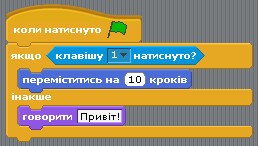 коли натиснуто
якщо клавішу 1 натиснуто?
переміститись на 10 кроків
інакше
говорити Привіт!